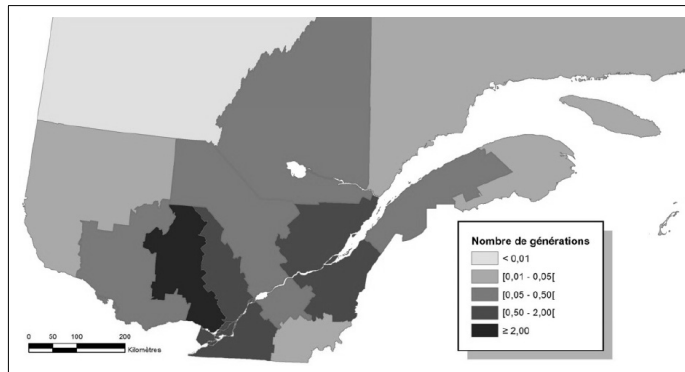 Nombre de générations
< 0,01
[0,01 - 0,05[
[0,05 - 0,50[
[0,50 - 2,00[
≥ 2,00
0 50 100 200
Kilomètres